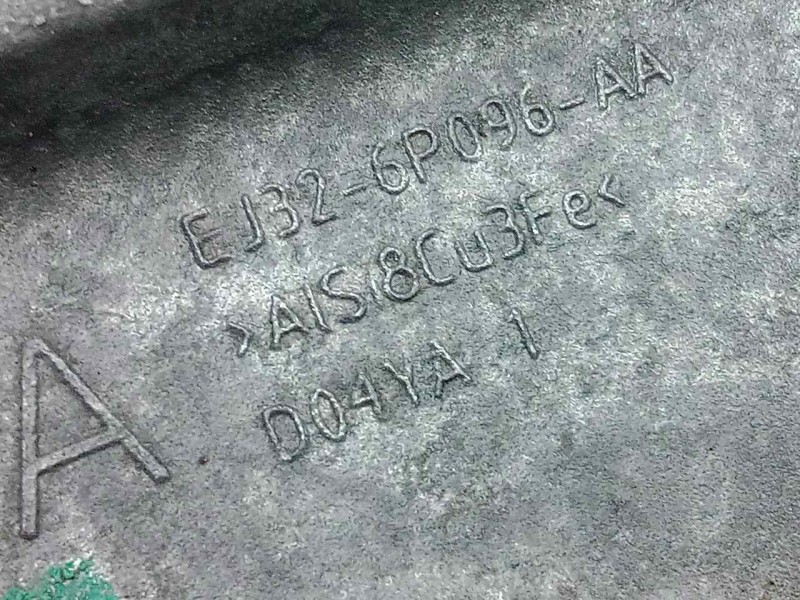 EJ32-6P096-AA
>AlSi8Cu3Fe<
D04YA 1
A